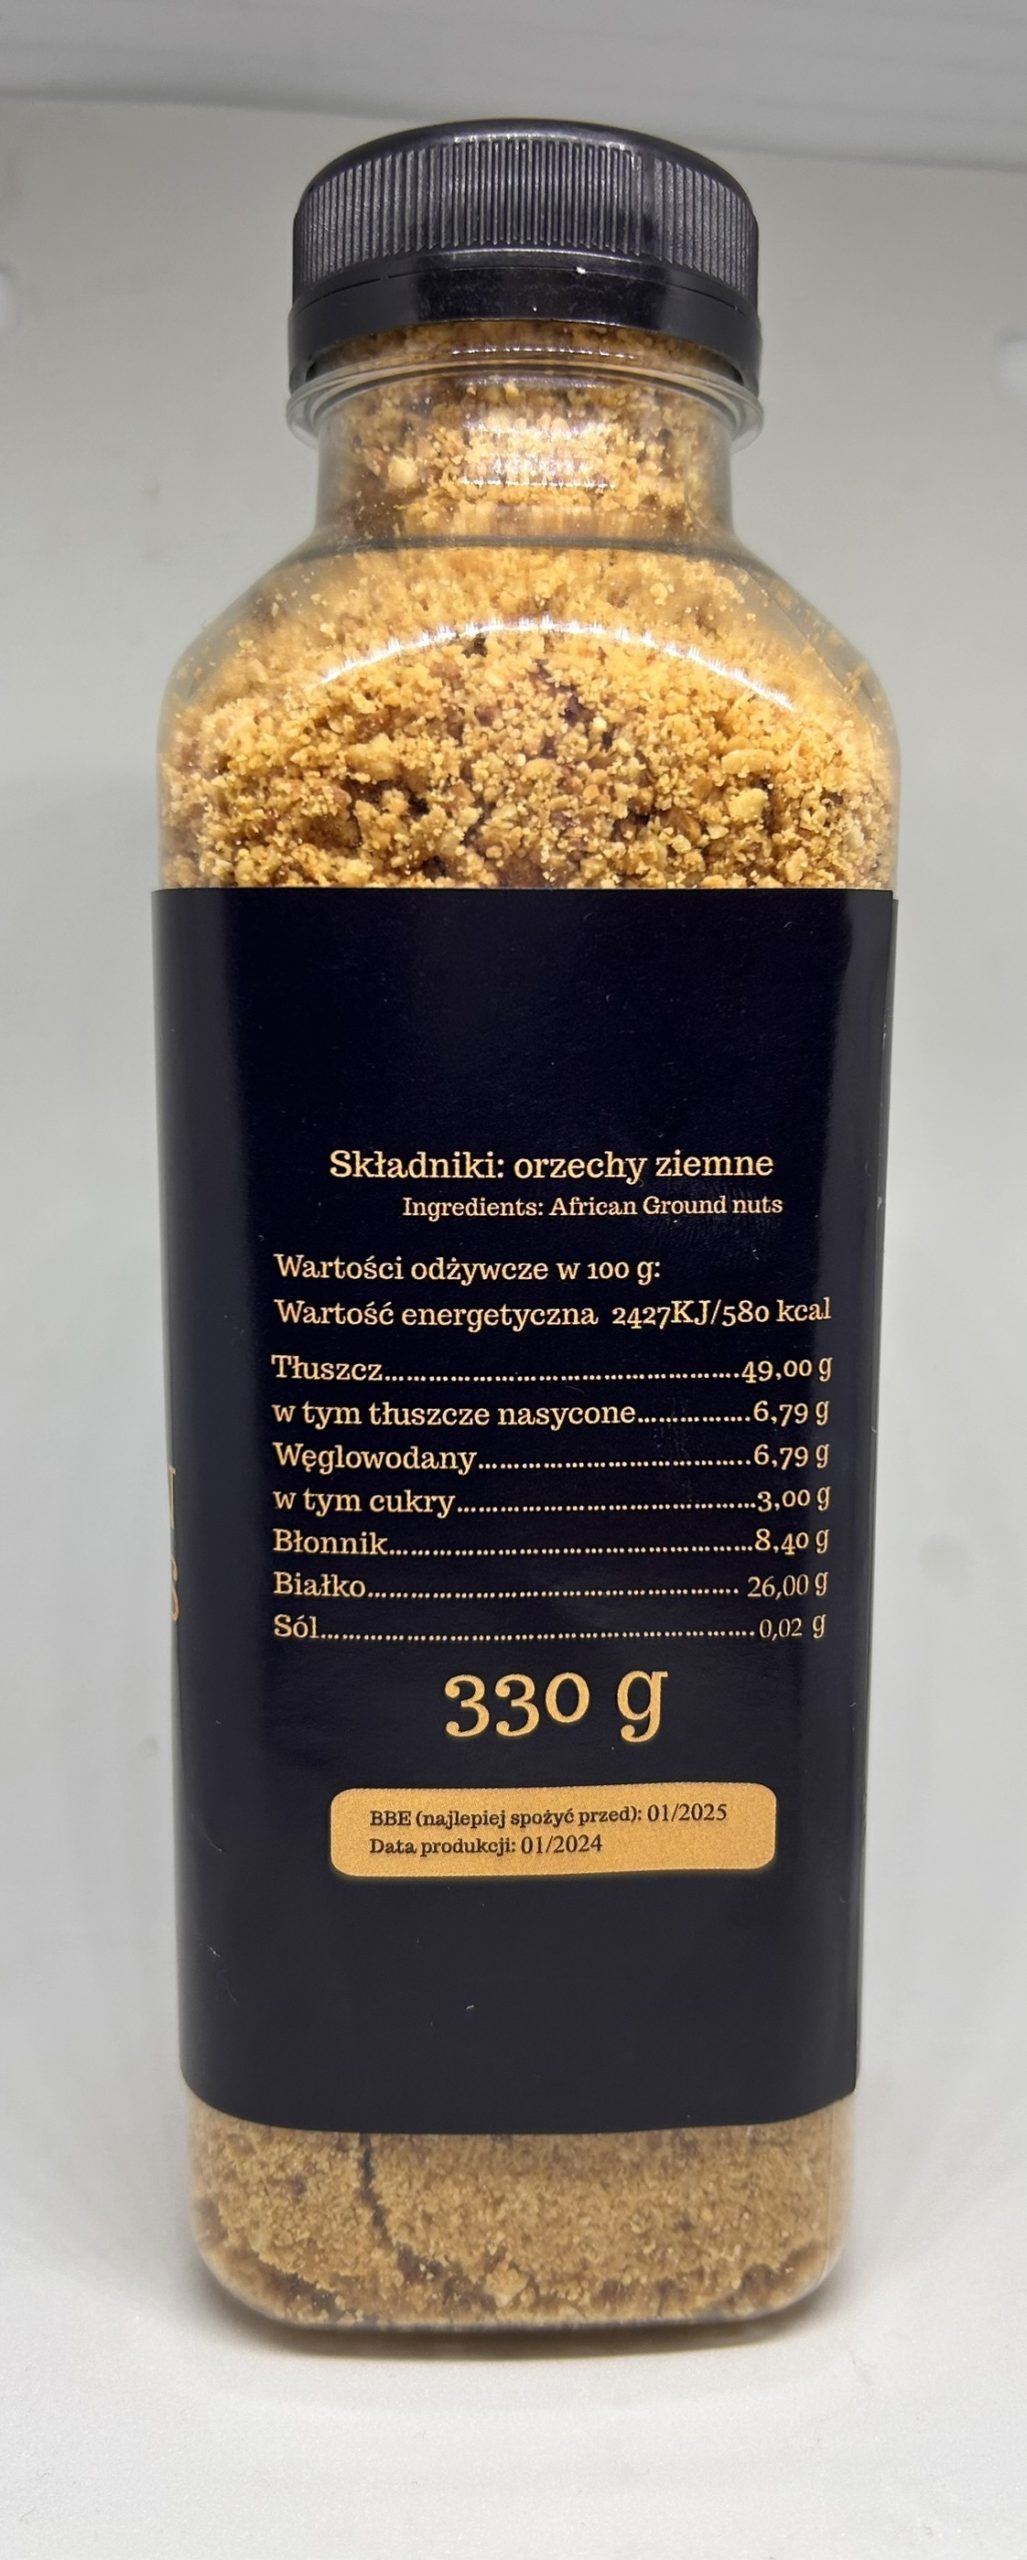 Składniki: orzechy ziemne
Ingredients: African Ground nuts
Wartości odżywcze w 100 g:
Wartość energetyczna 2427KJ/580 kcal
Tłuszcz..........................................49,00 g
w tym tłuszcze nasycone................6,79 g
Węglowodany..................................6,79 g
w tym cukry.....................................3,00 g
Błonnik.............................................8,40 g
Białko.............................................. 26,00 g
Sól.....................................................0,02 g
330 g
BBE (najlepiej spożyć przed): 01/2025
Data produkcji: 01/2024